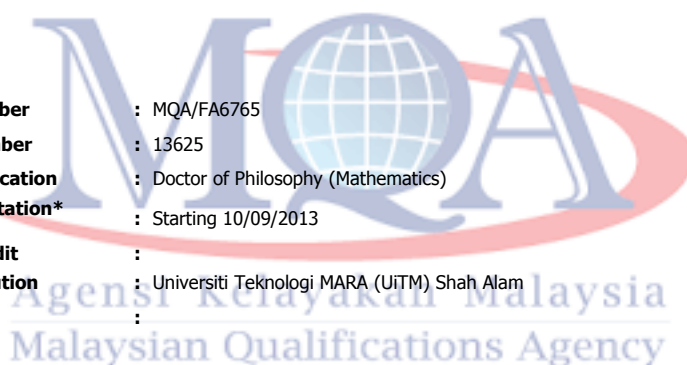 MQA
ber : MQA/FA6765
ber : 13625
cation : Doctor of Philosophy (Mathematics)
tation*
: Starting 10/09/2013
dit :
tion : Universiti Teknologi MARA (UiTM) Shah Alam
:
Agensi Kelayakan Malaysia
Malaysian Qualifications Agency